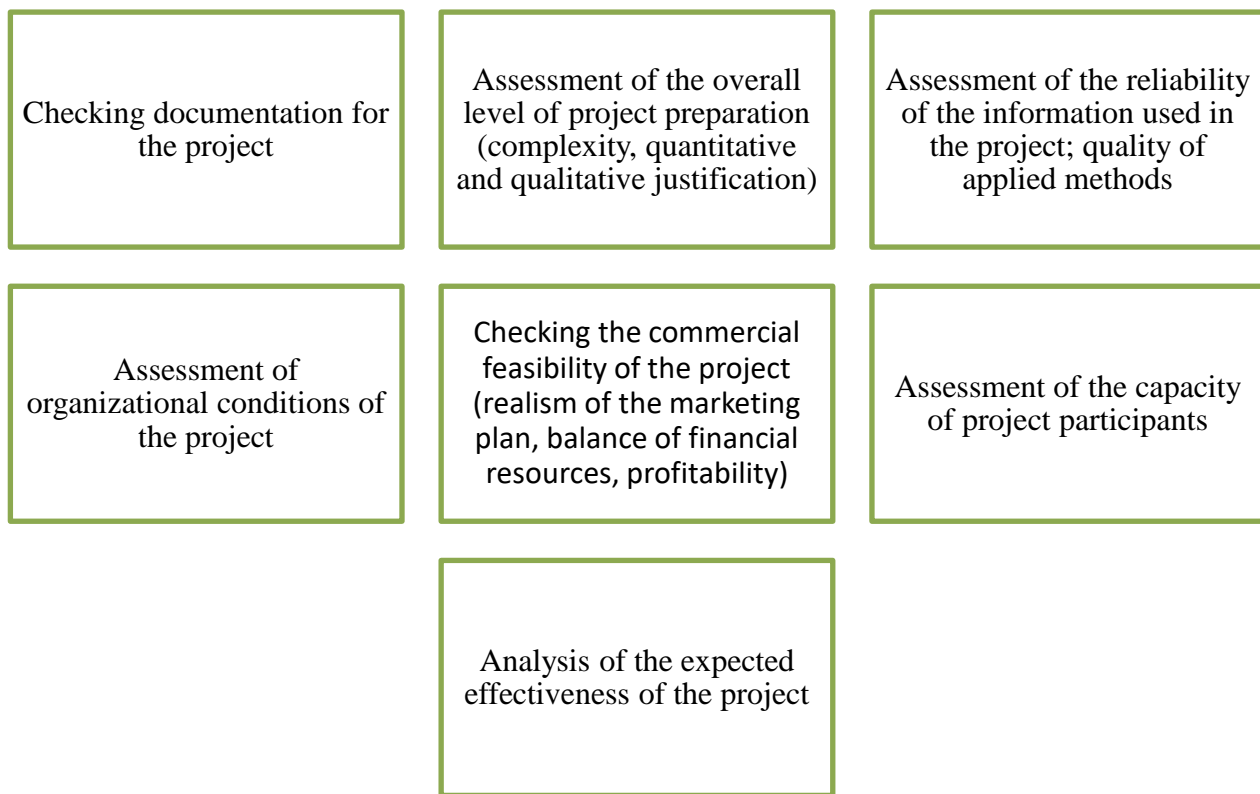 Checking documentation for
the project
Assessment of the overall
level of project preparation
(complexity, quantitative
and qualitative justification)
Assessment of the reliability
of the information used in
the project; quality of
applied methods
Assessment of
organizational conditions of
the project
Checking the commercial
feasibility of the project
(realism of the marketing
plan, balance of financial
resources, profitability)
Assessment of the capacity
of project participants
Analysis of the expected
effectiveness of the project